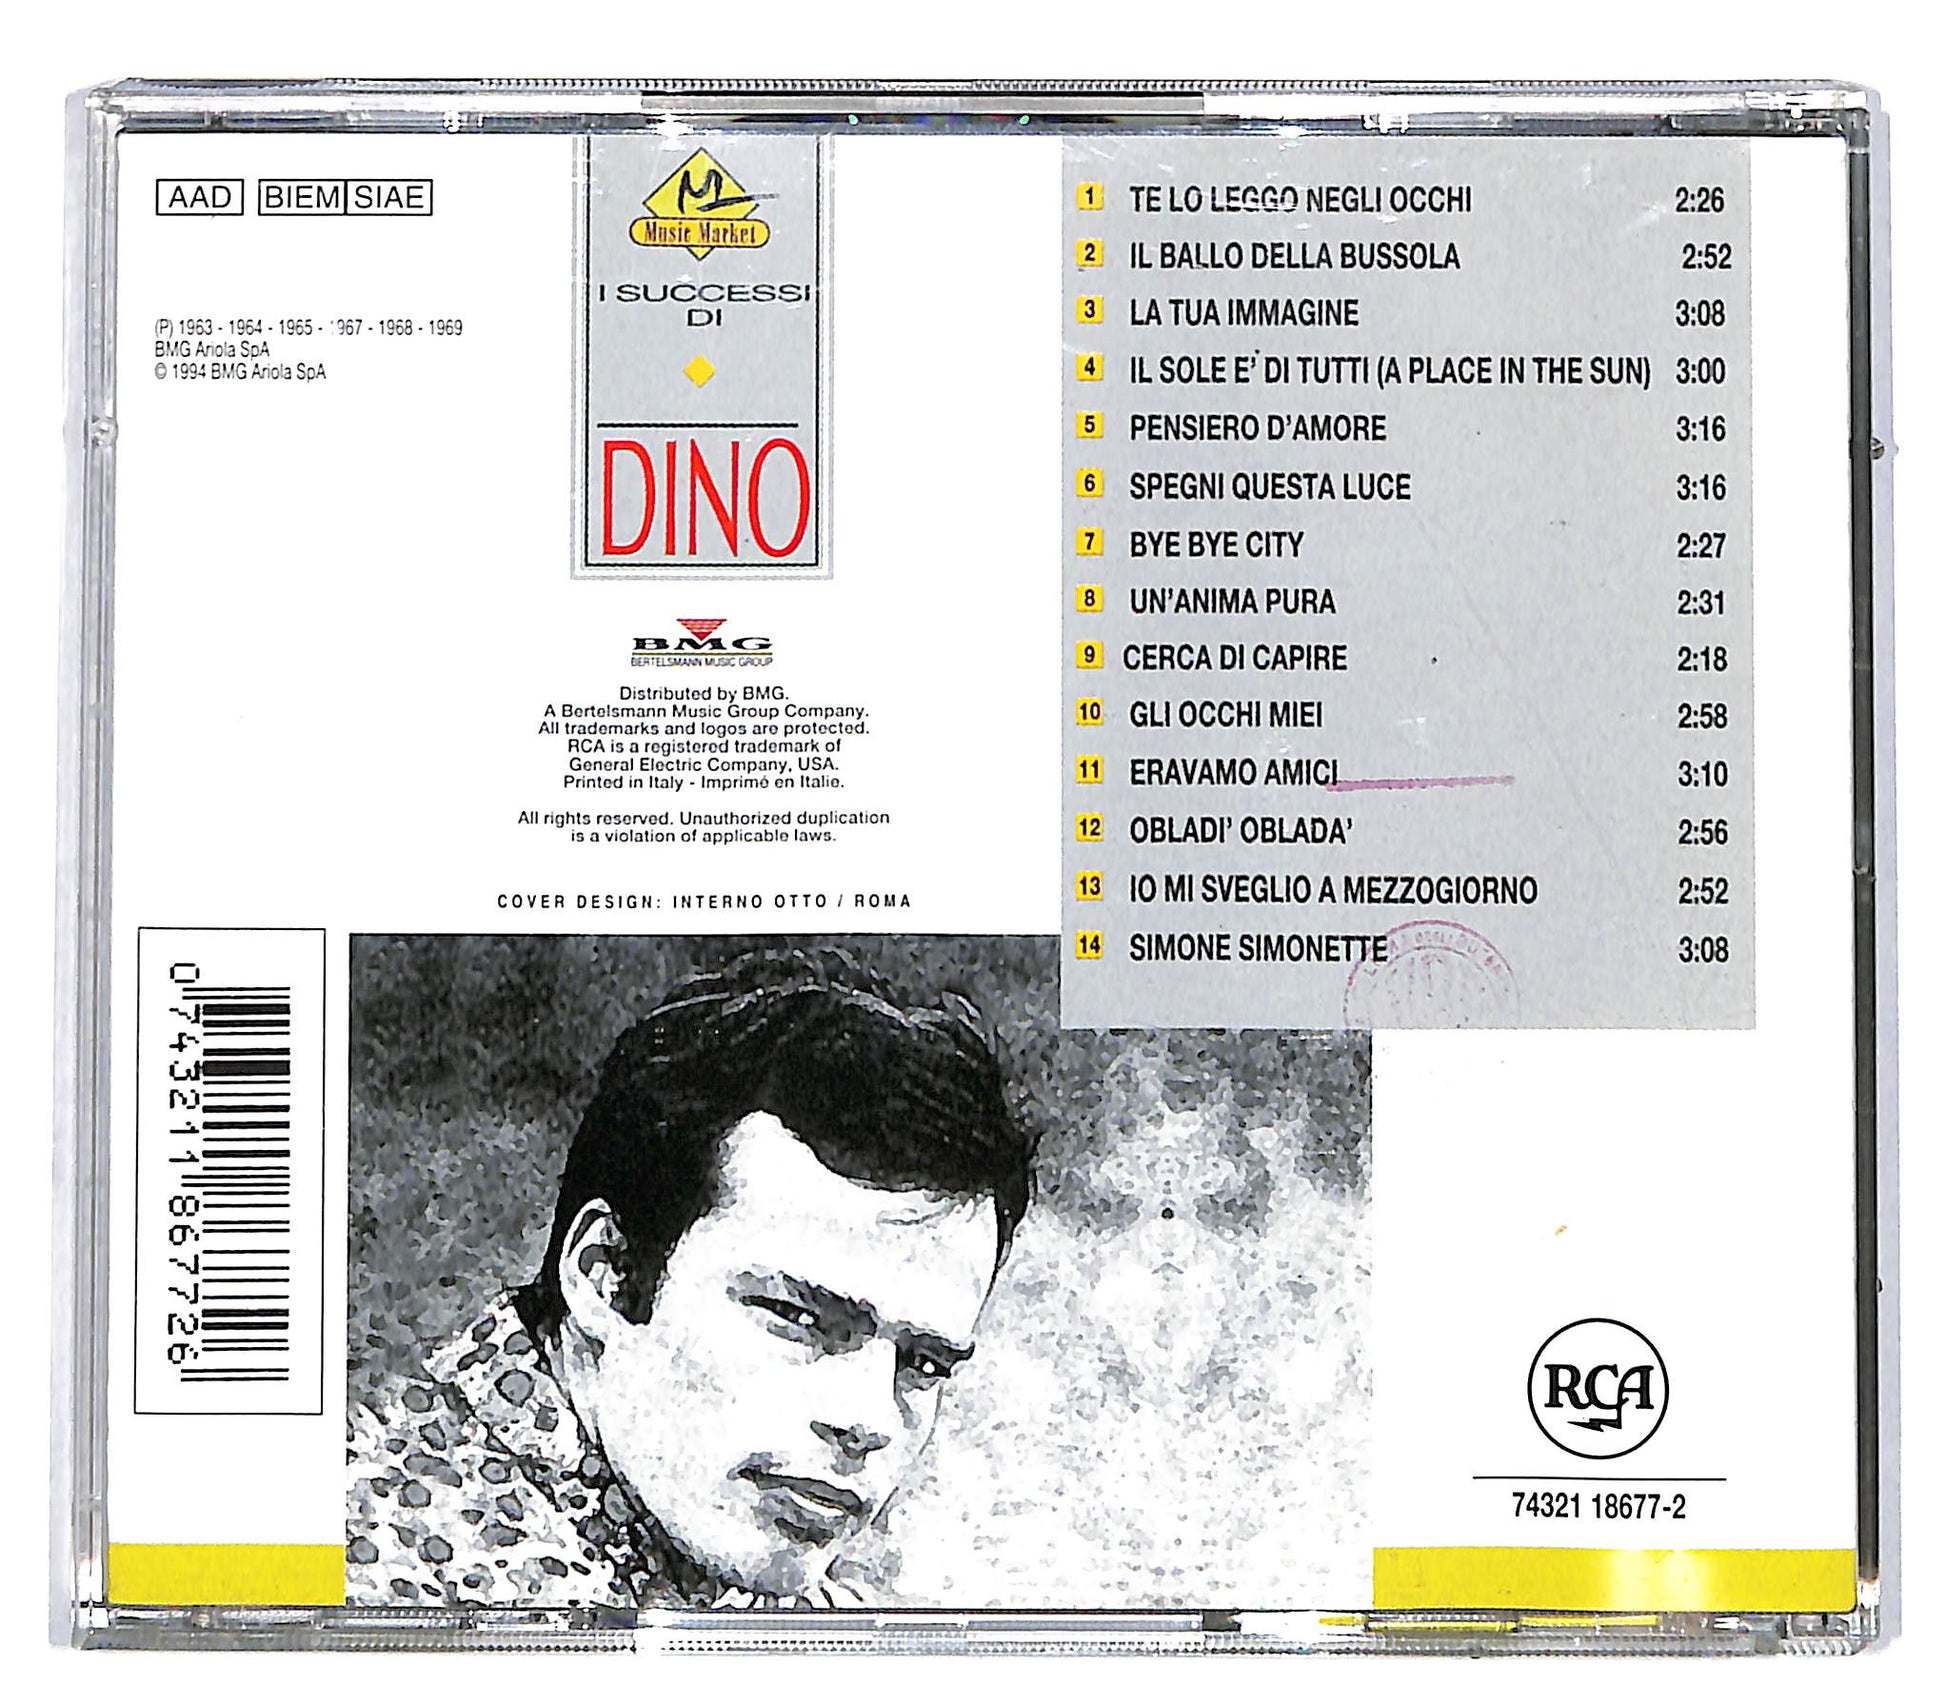 AAD BIEM SIAE
(P) 1963 - 1964 - 1965 - 1967 - 1968 - 1969
BMG Ariola SpA
© 1994 BMG Ariola SpA
M
Music Market
I SUCCESSI
DI
DINO
BMG
BERTELSMANN MUSIC GROUP
Distributed by BMG.
A Bertelsmann Music Group Company.
All trademarks and logos are protected.
RCA is a registered trademark of
General Electric Company, USA.
Printed in Italy - Imprimé en Italie.
All rights reserved. Unauthorized duplication
is a violation of applicable laws.
COVER DESIGN: INTERNO OTTO / ROMA
1 TE LO LEGGO NEGLI OCCHI 2:26
2 IL BALLO DELLA BUSSOLA 2:52
3 LA TUA IMMAGINE 3:08
4 IL SOLE E' DI TUTTI (A PLACE IN THE SUN) 3:00
5 PENSIERO D'AMORE 3:16
6 SPEGNI QUESTA LUCE 3:16
7 BYE BYE CITY 2:27
8 UN'ANIMA PURA 2:31
9 CERCA DI CAPIRE 2:18
10 GLI OCCHI MIEI 2:58
11 ERAVAMO AMICI 3:10
12 OBLADI' OBLADA' 2:56
13 IO MI SVEGLIO A MEZZOGIORNO 2:52
14 SIMONE SIMONETTE 3:08
0 743211 867726
RCA
74321 18677-2